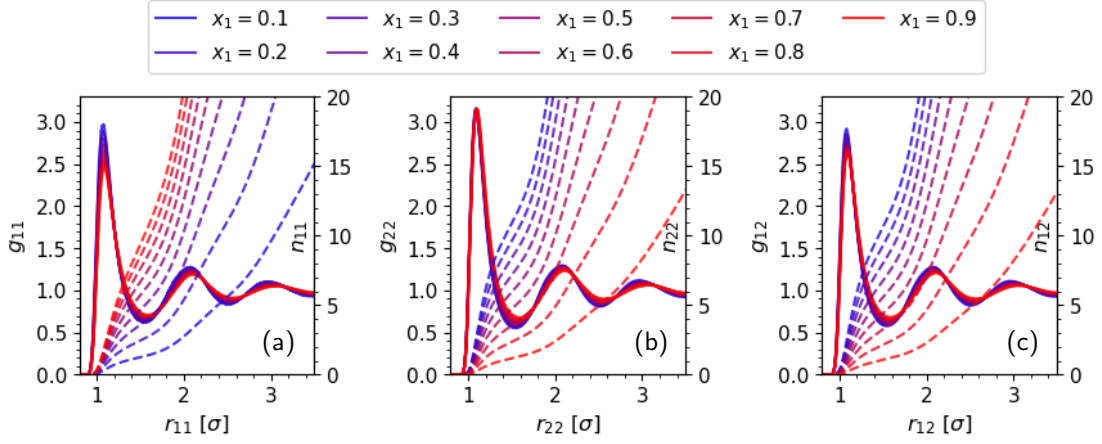 x₁ = 0.1 x₁ = 0.3 x₁ = 0.5 x₁ = 0.7 x₁ = 0.9
x₁ = 0.2 x₁ = 0.4 x₁ = 0.6 x₁ = 0.8
g₁₁
3.0
2.5
2.0
1.5
1.0
0.5
0.0
20
15
10
5
0
n₁₁
(a)
1 2 3
r₁₁ [σ]
g₂₂
3.0
2.5
2.0
1.5
1.0
0.5
0.0
20
15
10
5
0
n₂₂
(b)
1 2 3
r₂₂ [σ]
g₁₂
3.0
2.5
2.0
1.5
1.0
0.5
0.0
20
15
10
5
0
n₁₂
(c)
1 2 3
r₁₂ [σ]